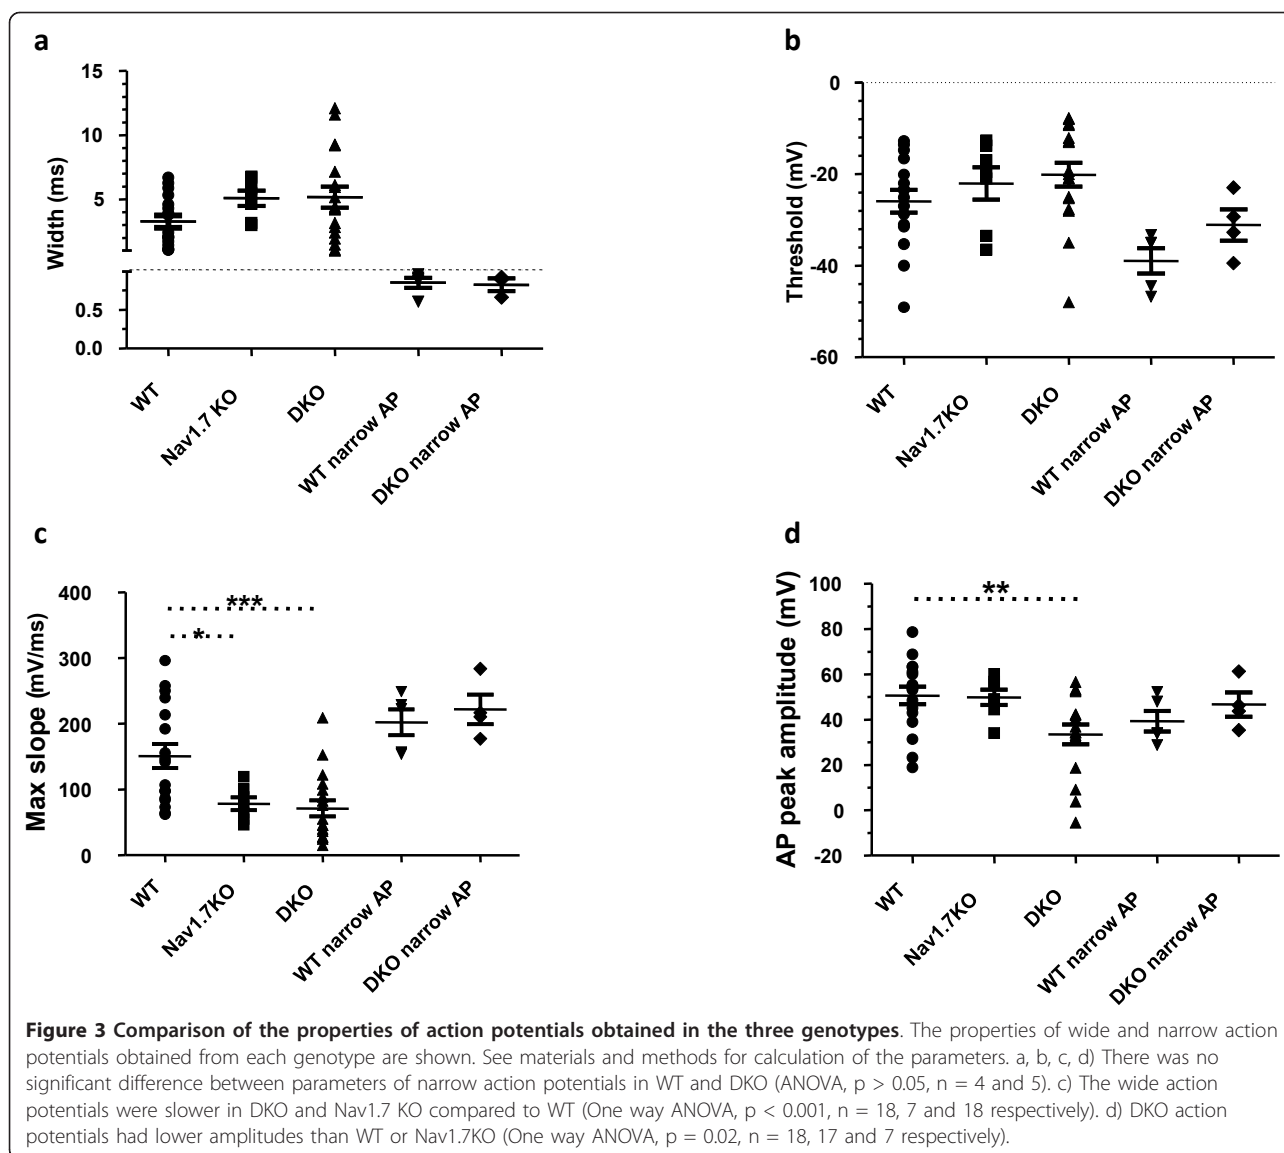 a
15
10
5
0.5
0.0
Width (ms)
WT
Nav1.7 KO
DKO
WT narrow AP
DKO narrow AP
b
0
-20
-40
-60
Threshold (mV)
WT
Nav1.7KO
DKO
WT narrow AP
DKO narrow AP
c
400
300
200
100
0
Max slope (mV/ms)
***
*
WT
Nav1.7KO
DKO
WT narrow AP
DKO narrow AP
d
100
80
60
40
20
0
-20
AP peak amplitude (mV)
**
WT
Nav1.7KO
DKO
WT narrow AP
DKO narrow AP
Figure 3 Comparison of the properties of action potentials obtained in the three genotypes. The properties of wide and narrow action
potentials obtained from each genotype are shown. See materials and methods for calculation of the parameters. a, b, c, d) There was no
significant difference between parameters of narrow action potentials in WT and DKO (ANOVA, p > 0.05, n = 4 and 5). c) The wide action
potentials were slower in DKO and Nav1.7 KO compared to WT (One way ANOVA, p < 0.001, n = 18, 7 and 18 respectively). d) DKO action
potentials had lower amplitudes than WT or Nav1.7KO (One way ANOVA, p = 0.02, n = 18, 17 and 7 respectively).